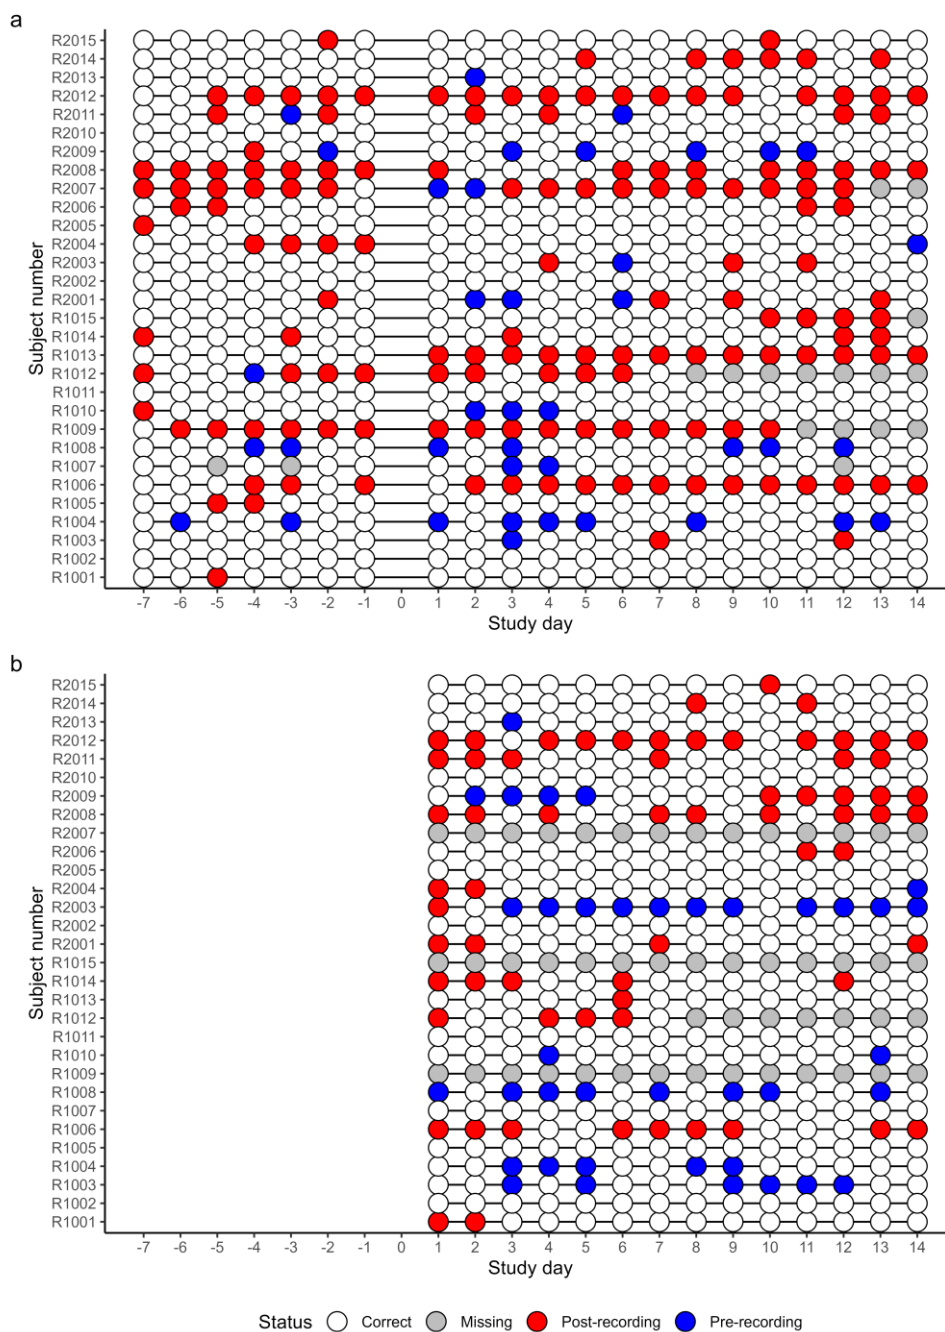 a
R2015
R2014
R2013
R2012
R2011
R2010
R2009
R2008
R2007
R2006
R2005
R2004
R2003
R2002
R2001
R1015
R1014
R1013
R1012
R1011
R1010
R1009
R1008
R1007
R1006
R1005
R1004
R1003
R1002
R1001
Subject number
-7 -6 -5 -4 -3 -2 -1 0 1 2 3 4 5 6 7 8 9 10 11 12 13 14
Study day
b
R2015
R2014
R2013
R2012
R2011
R2010
R2009
R2008
R2007
R2006
R2005
R2004
R2003
R2002
R2001
R1015
R1014
R1013
R1012
R1011
R1010
R1009
R1008
R1007
R1006
R1005
R1004
R1003
R1002
R1001
Subject number
-7 -6 -5 -4 -3 -2 -1 0 1 2 3 4 5 6 7 8 9 10 11 12 13 14
Study day
Status Correct Missing Post-recording Pre-recording